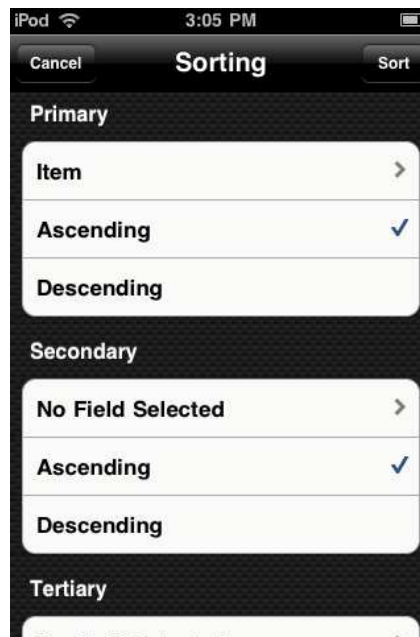 iPod 3:05 PM
Cancel Sorting Sort
Primary
Item
Ascending
Descending
Secondary
No Field Selected
Ascending
Descending
Tertiary